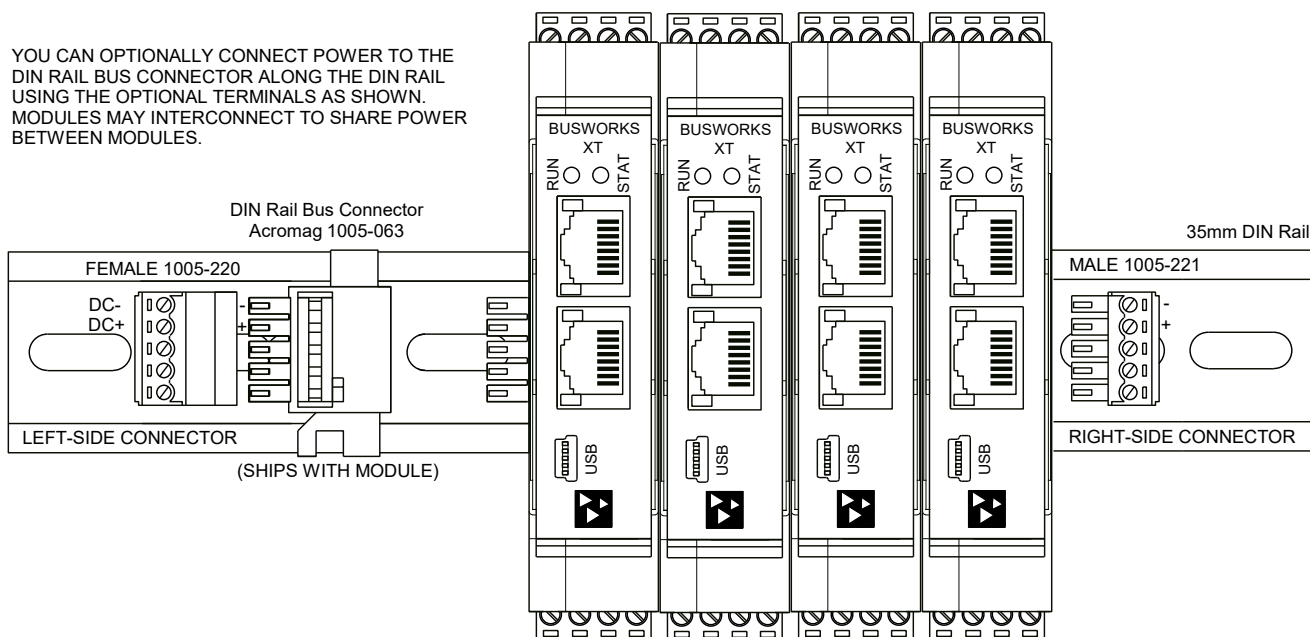 YOU CAN OPTIONALLY CONNECT POWER TO THE
DIN RAIL BUS CONNECTOR ALONG THE DIN RAIL
USING THE OPTIONAL TERMINALS AS SHOWN.
MODULES MAY INTERCONNECT TO SHARE POWER
BETWEEN MODULES.
DIN Rail Bus Connector
Acromag 1005-063
FEMALE 1005-220
DC-
DC+
-
+
LEFT-SIDE CONNECTOR
(SHIPS WITH MODULE)
BUSWORKS
XT
RUN
STAT
USB
BUSWORKS
XT
RUN
STAT
USB
BUSWORKS
XT
RUN
STAT
USB
BUSWORKS
XT
RUN
STAT
USB
35mm DIN Rail
MALE 1005-221
-
+
RIGHT-SIDE CONNECTOR